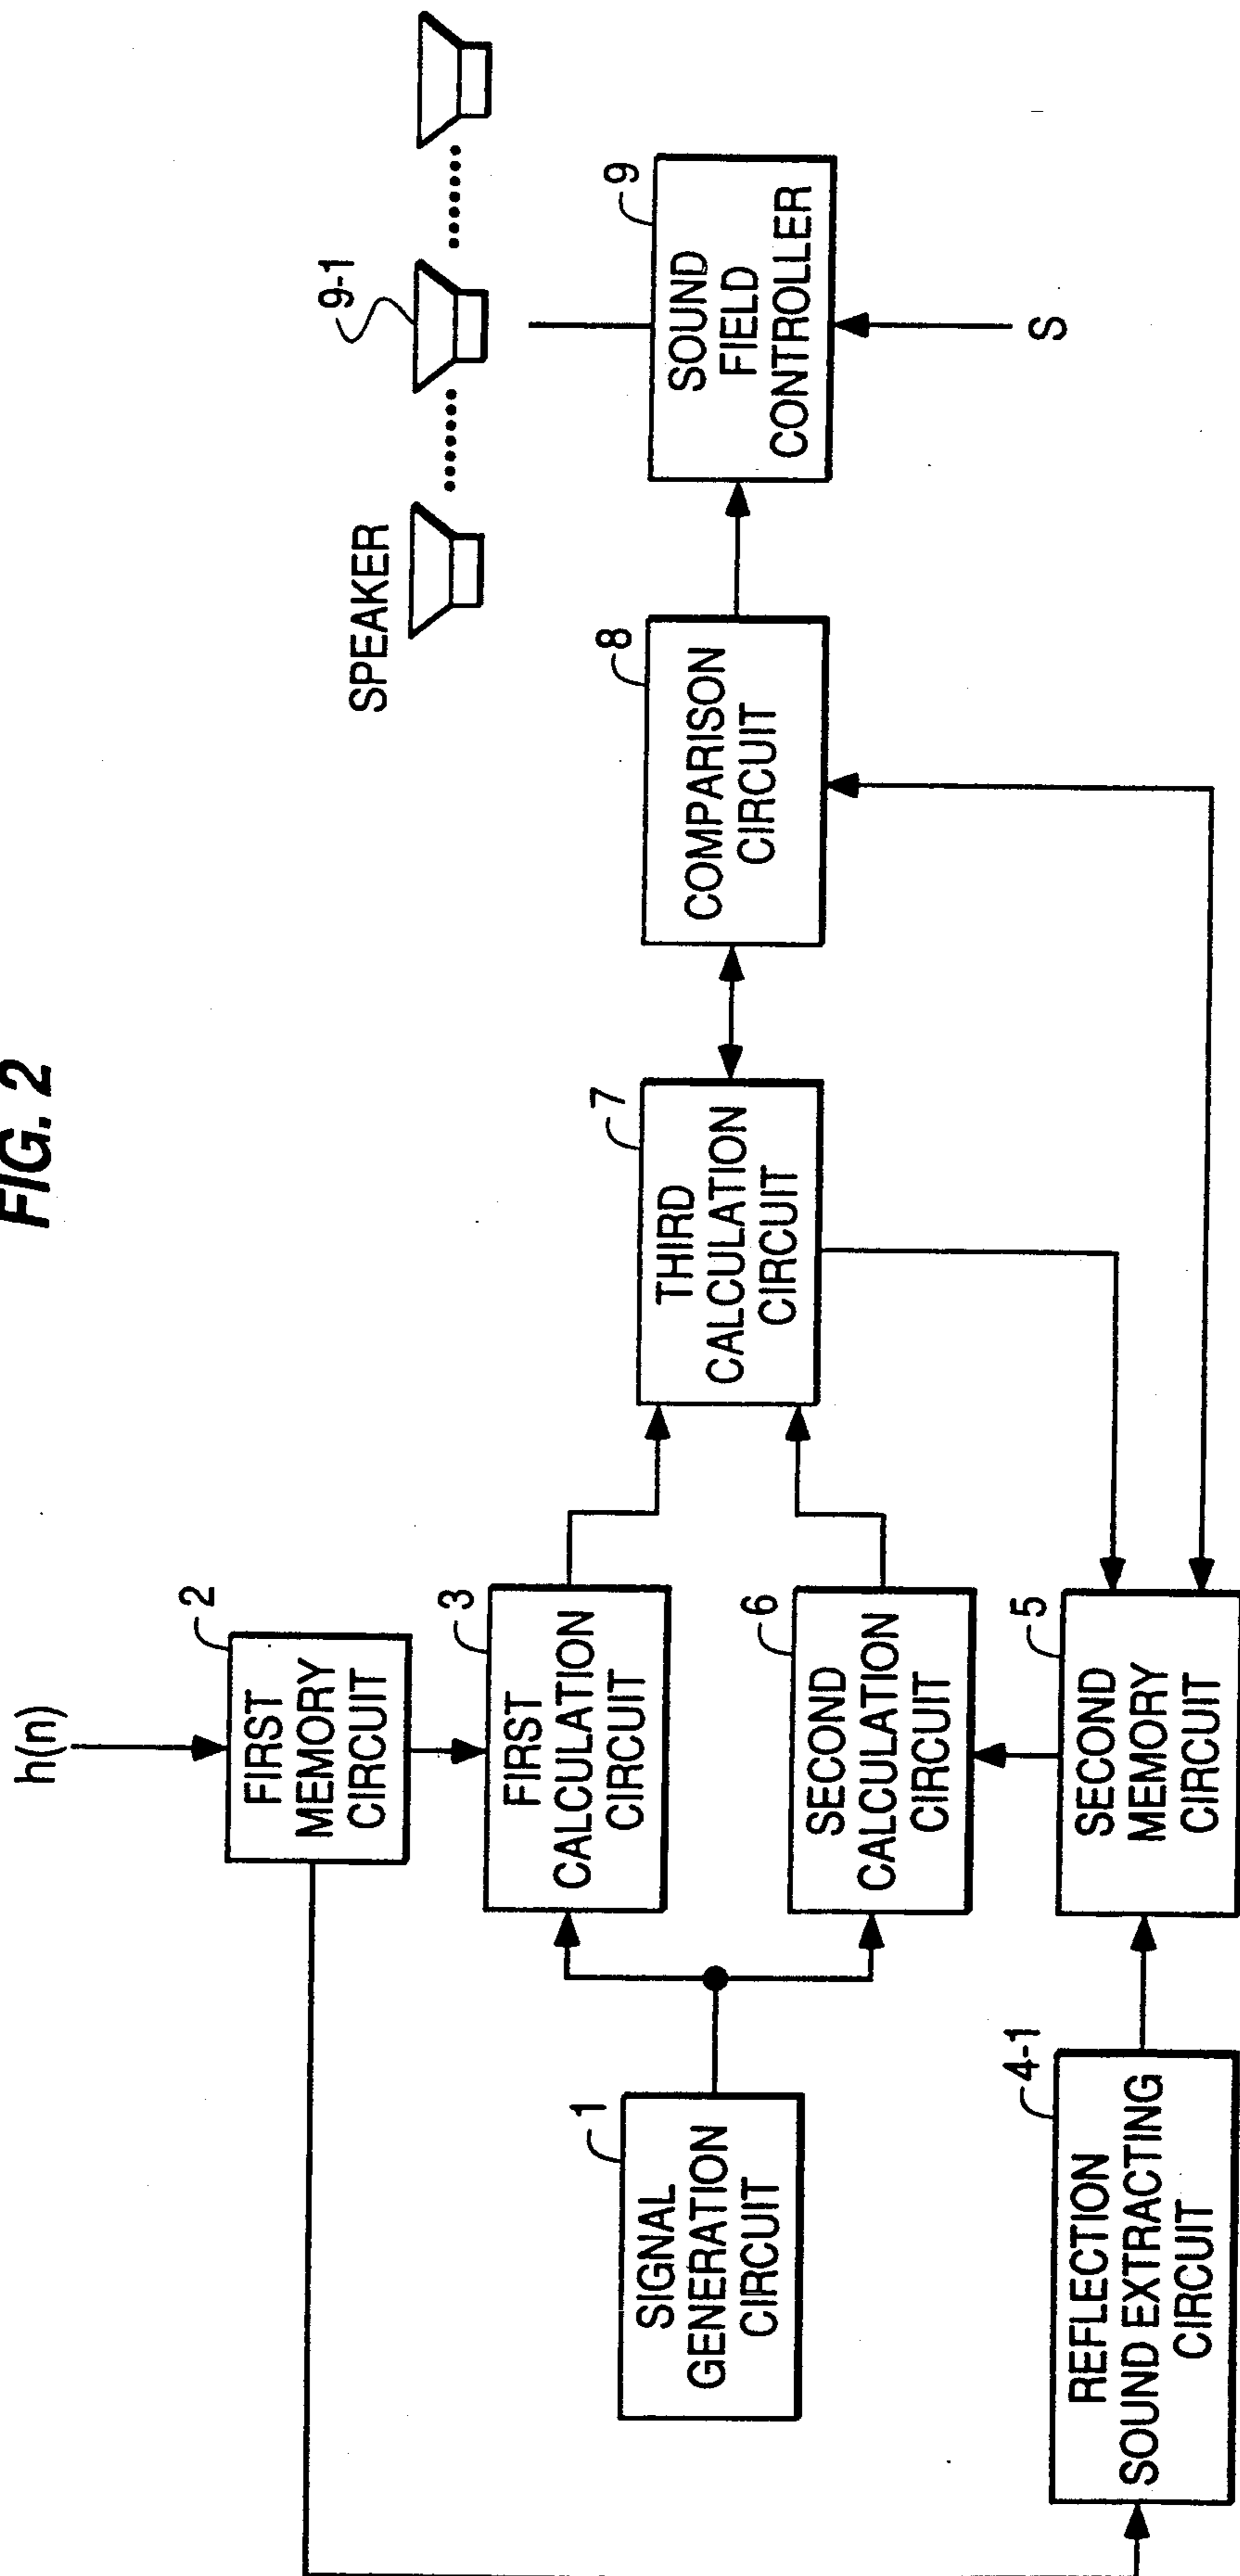 FIG. 2
h(n)
2
FIRST
MEMORY
CIRCUIT
3
FIRST
CALCULATION
CIRCUIT
1
SIGNAL
GENERATION
CIRCUIT
6
SECOND
CALCULATION
CIRCUIT
4-1
REFLECTION
SOUND EXTRACTING
CIRCUIT
5
SECOND
MEMORY
CIRCUIT
7
THIRD
CALCULATION
CIRCUIT
8
COMPARISON
CIRCUIT
9
SOUND
FIELD
CONTROLLER
S
SPEAKER
9-1